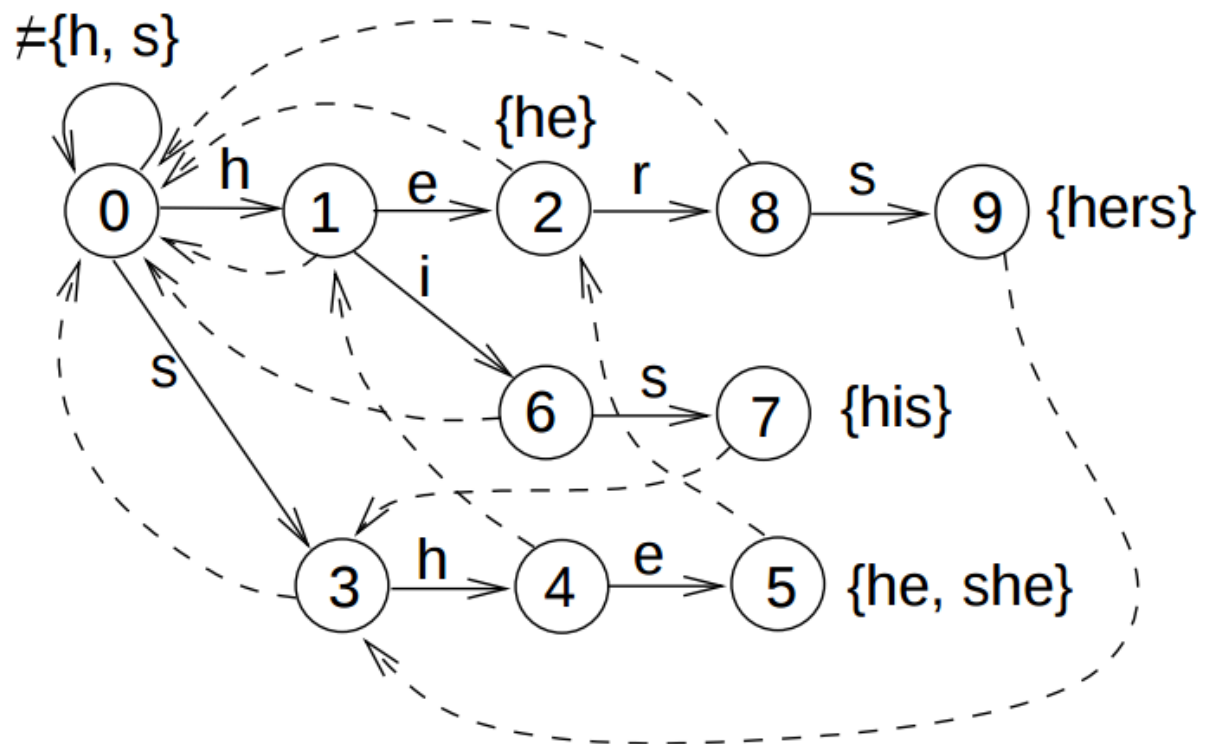 ≠{h, s}
{he}
h
e
r
s
0
1
2
8
9
{hers}
i
s
s
6
7
{his}
h
e
3
4
5
{he, she}